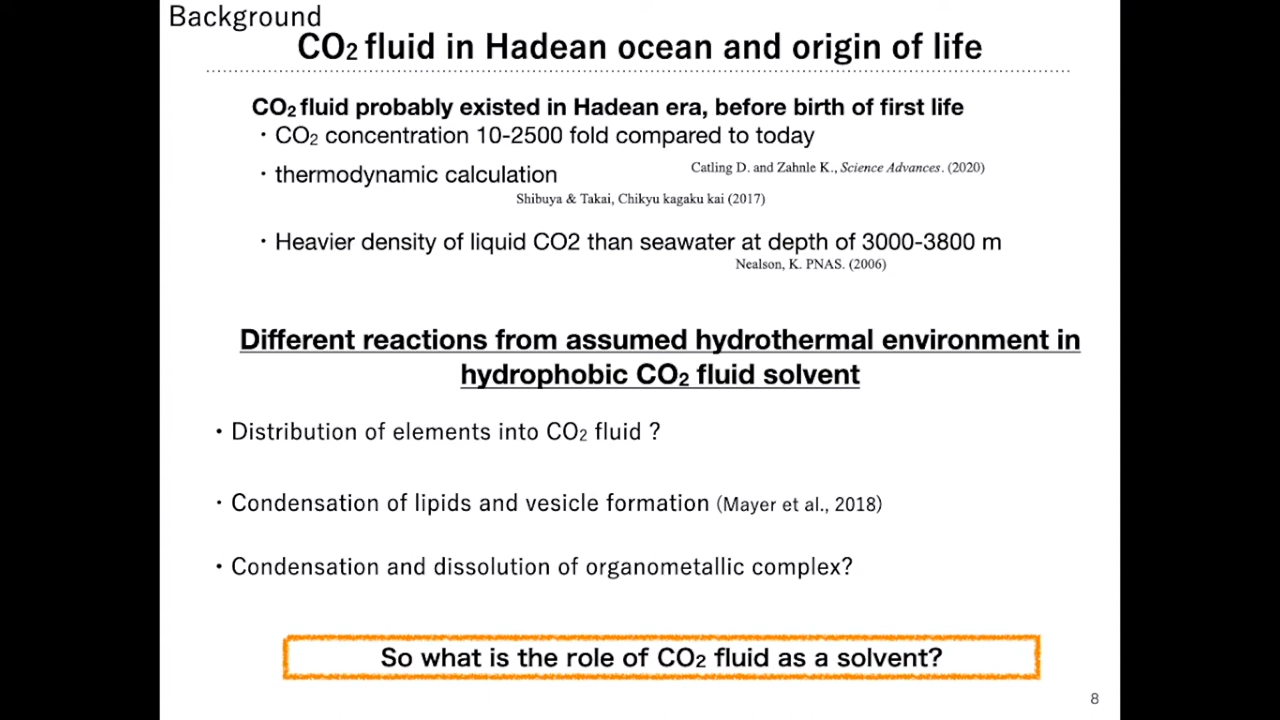 Background
CO₂ fluid in Hadean ocean and origin of life
CO₂ fluid probably existed in Hadean era, before birth of first life
・CO₂ concentration 10-2500 fold compared to today
Catling D. and Zahnle K., Science Advances. (2020)
・thermodynamic calculation
Shibuya & Takai, Chikyu kagaku kai (2017)
・Heavier density of liquid CO2 than seawater at depth of 3000-3800 m
Nealson, K. PNAS. (2006)
Different reactions from assumed hydrothermal environment in
hydrophobic CO₂ fluid solvent
・Distribution of elements into CO₂ fluid ?
・Condensation of lipids and vesicle formation (Mayer et al., 2018)
・Condensation and dissolution of organometallic complex?
So what is the role of CO₂ fluid as a solvent?
8